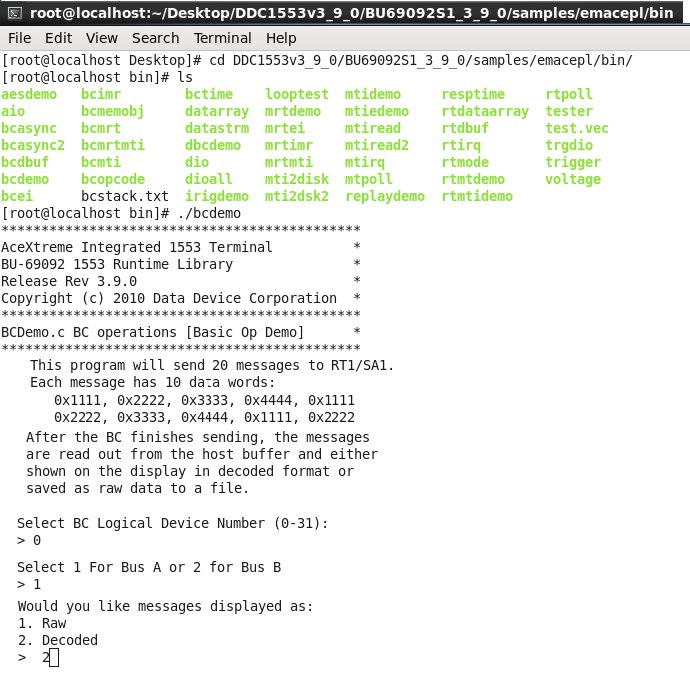 root@localhost:~/Desktop/DDC1553v3_9_0/BU69092S1_3_9_0/samples/emacepl/bin
File Edit View Search Terminal Help
[root@localhost Desktop]# cd DDC1553v3_9_0/BU69092S1_3_9_0/samples/emacepl/bin/
[root@localhost bin]# ls
aesdemo bcimr bctime looptest mtidemo resptime rtpoll
aio bcmemobj datarray mrtdemo mtiedemo rtdataarray tester
bcasync bcmrt datastrm mrtei mtiread rtdbuf test.vec
bcasync2 bcmrtmti dbcdemo mrtimr mtiread2 rtirq trgdio
bcdbuf bcmti dio mrtmti mtirq rtmode trigger
bcdemo bcopcode dioall mti2disk mtpoll rtmtdemo voltage
bcei bcstack.txt irigdemo mti2dsk2 replaydemo rtmtidemo
[root@localhost bin]# ./bcdemo
*********************************************
AceXtreme Integrated 1553 Terminal *
BU-69092 1553 Runtime Library *
Release Rev 3.9.0 *
Copyright (c) 2010 Data Device Corporation *
*********************************************
BCDemo.c BC operations [Basic Op Demo] *
*********************************************
This program will send 20 messages to RT1/SA1.
Each message has 10 data words:
0x1111, 0x2222, 0x3333, 0x4444, 0x1111
0x2222, 0x3333, 0x4444, 0x1111, 0x2222
After the BC finishes sending, the messages
are read out from the host buffer and either
shown on the display in decoded format or
saved as raw data to a file.
Select BC Logical Device Number (0-31):
> 0
Select 1 For Bus A or 2 for Bus B
> 1
Would you like messages displayed as:
1. Raw
2. Decoded
> 2